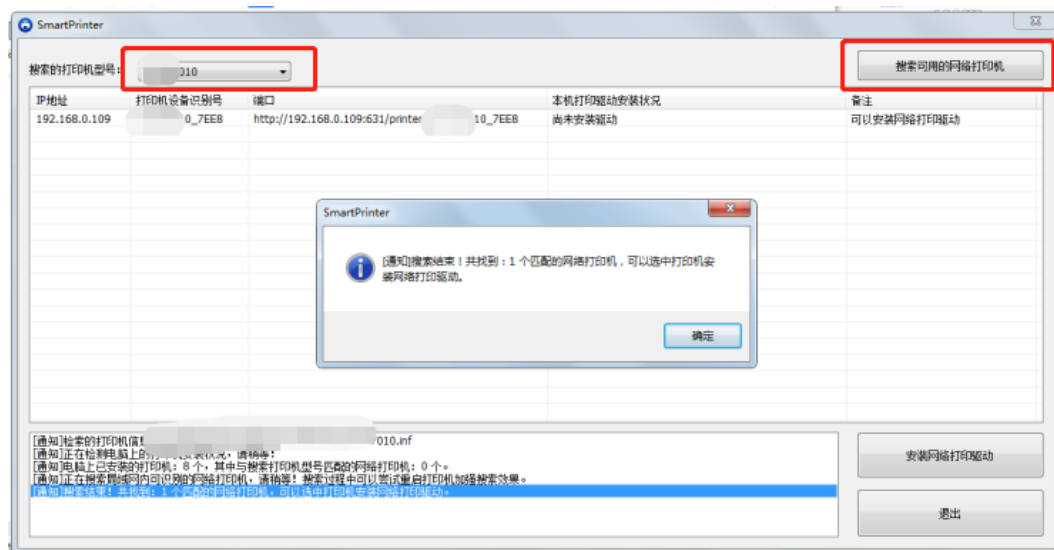 SmartPrinter
搜索的打印机型号: 010
搜索可用的网络打印机
IP地址 打印机设备识别号 端口 本机打印驱动安装状况 备注
192.168.0.109 0_7EE8 http://192.168.0.109:631/printer 10_7EE8 尚未安装驱动 可以安装网络打印驱动
SmartPrinter
[通知]搜索结束！共找到：1 个匹配的网络打印机，可以选中打印机安
装网络打印驱动。
确定
[通知]检索的打印机信息 7010.inf
[通知]正在检测电脑上的打印机安装状况，请稍等！
[通知]电脑上已安装的打印机：8 个，其中与搜索打印机型号匹配的网络打印机：0 个。
[通知]正在搜索局域网内可识别的网络打印机，请稍等！搜索过程中可以尝试重启打印机加强搜索效果。
[通知]搜索结束！共找到：1 个匹配的网络打印机，可以选中打印机安装网络打印驱动。
安装网络打印驱动
退出